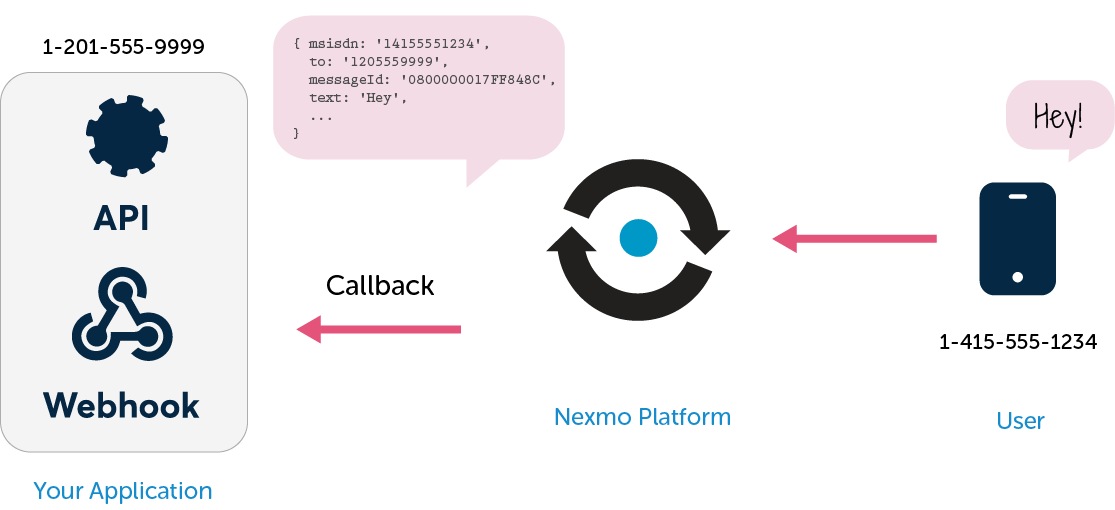 1-201-555-9999
{ msisdn: '14155551234',
to: '1205559999',
messageId: '0800000017FF848C',
text: 'Hey',
...
}
Hey!
API
Callback
Webhook
1-415-555-1234
Nexmo Platform
User
Your Application